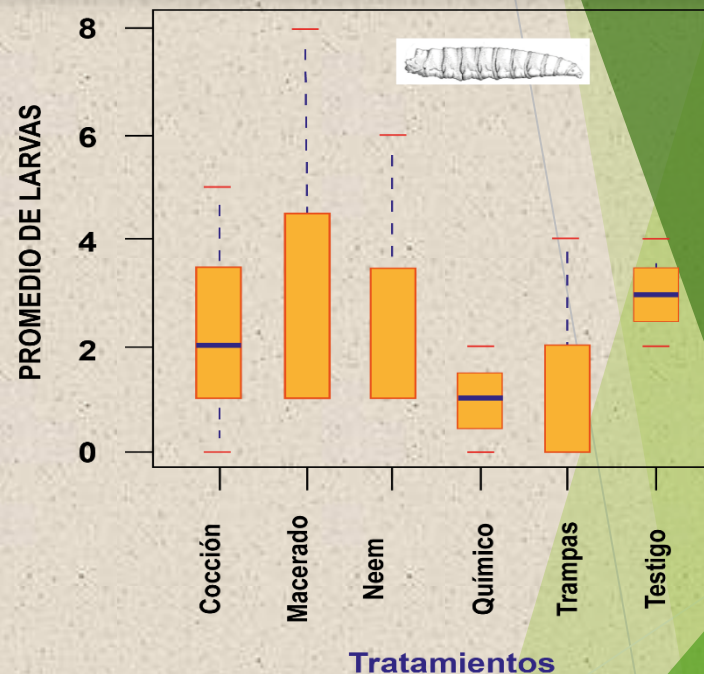 8
6
4
2
0
PROMEDIO DE LARVAS
Cocción
Macerado
Neem
Químico
Trampas
Testigo
Tratamientos